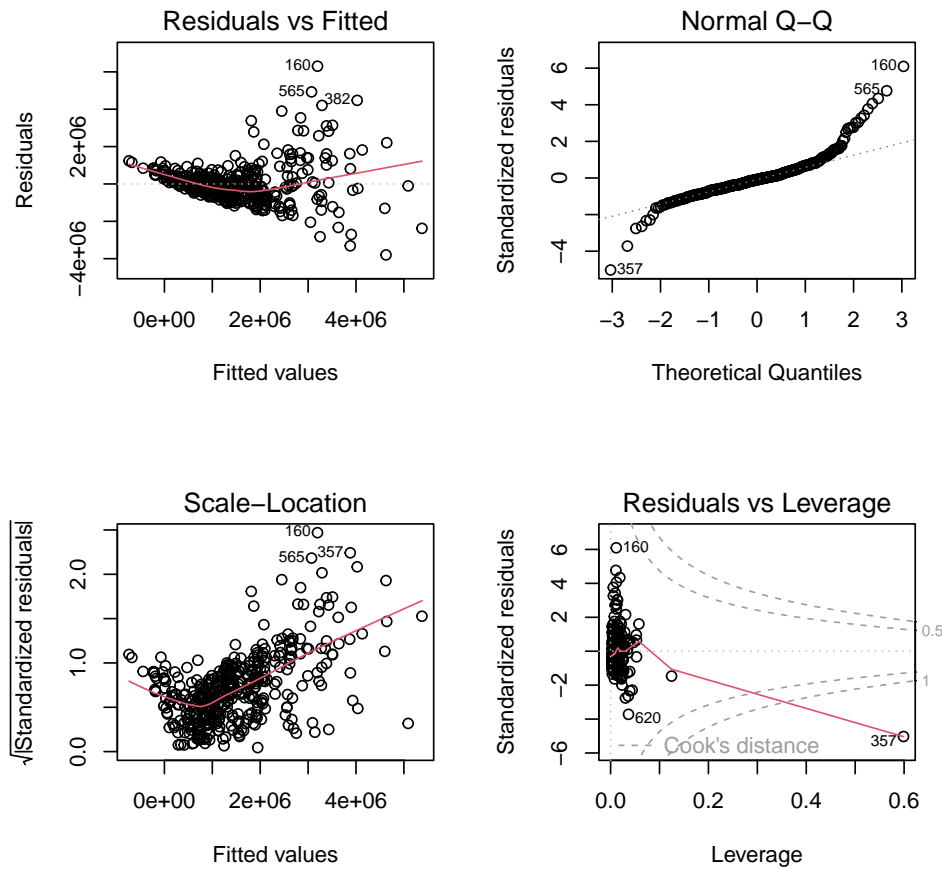 Residuals vs Fitted
Residuals
−4e+06
2e+06
160
565
382
0e+00
2e+06
4e+06
Fitted values
Normal Q−Q
Standardized residuals
−4
0
2
4
6
160
565
357
−3
−2
−1
0
1
2
3
Theoretical Quantiles
Scale−Location
√|Standardized residuals|
0.0
1.0
2.0
160
565
357
0e+00
2e+06
4e+06
Fitted values
Residuals vs Leverage
Standardized residuals
−6
−2
0
2
4
6
160
620
357
Cook's distance
0.5
1
0.0
0.2
0.4
0.6
Leverage